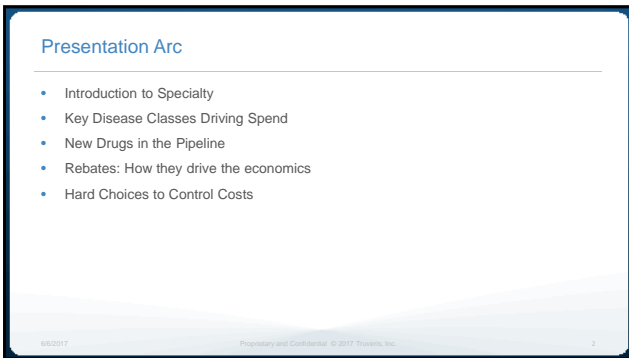 Presentation Arc
• Introduction to Specialty
• Key Disease Classes Driving Spend
• New Drugs in the Pipeline
• Rebates: How they drive the economics
• Hard Choices to Control Costs
6/6/2017 Proprietary and Confidential © 2017 Truveris, Inc. 2